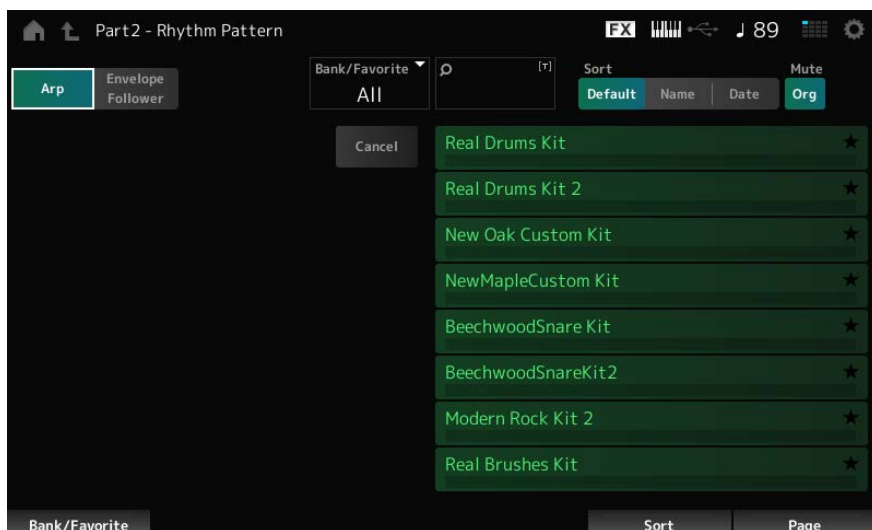 Part2 - Rhythm Pattern
FX
♩ 89
Arp
Envelope
Follower
Bank/Favorite
All
[T]
Sort
Default
Name
Date
Mute
Org
Cancel
Real Drums Kit
Real Drums Kit 2
New Oak Custom Kit
NewMapleCustom Kit
BeechwoodSnare Kit
BeechwoodSnareKit2
Modern Rock Kit 2
Real Brushes Kit
Bank/Favorite
Sort
Page